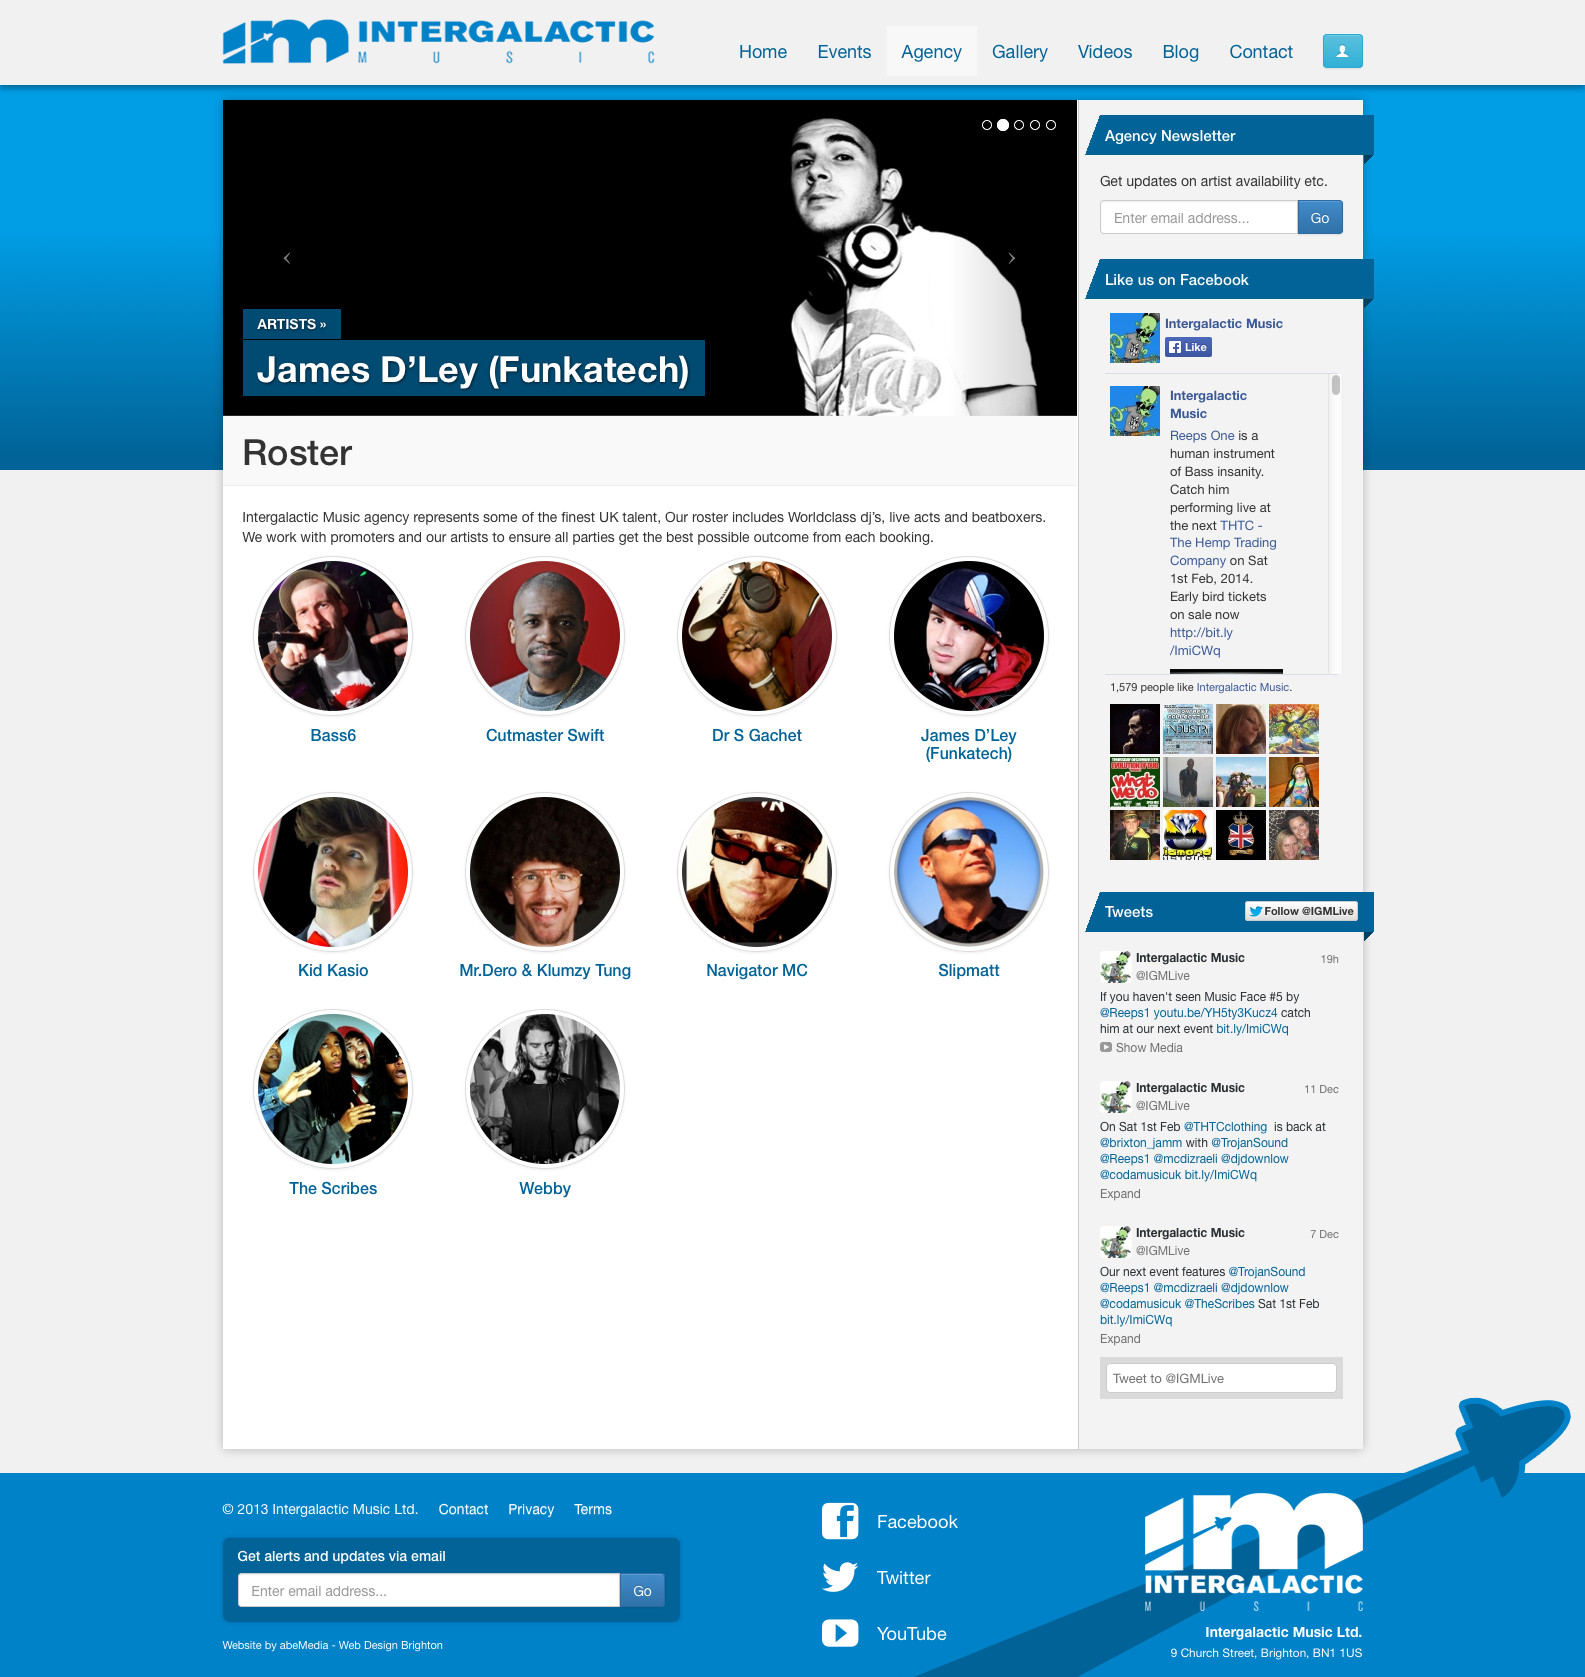 INTERGALACTIC
MUSIC
Home Events Agency Gallery Videos Blog Contact
ARTISTS »
James D’Ley (Funkatech)
Roster
Intergalactic Music agency represents some of the finest UK talent, Our roster includes Worldclass dj’s, live acts and beatboxers.
We work with promoters and our artists to ensure all parties get the best possible outcome from each booking.
Bass6
Cutmaster Swift
Dr S Gachet
James D’Ley
(Funkatech)
Kid Kasio
Mr.Dero & Klumzy Tung
Navigator MC
Slipmatt
The Scribes
Webby
Agency Newsletter
Get updates on artist availability etc.
Enter email address... Go
Like us on Facebook
Intergalactic Music
Like
Intergalactic
Music
Reeps One is a
human instrument
of Bass insanity.
Catch him
performing live at
the next THTC -
The Hemp Trading
Company on Sat
1st Feb, 2014.
Early bird tickets
on sale now
http://bit.ly
/ImiCWq
1,579 people like Intergalactic Music.
INDUSTRI
what
we do
Tweets Follow @IGMLive
Intergalactic Music 19h
@IGMLive
If you haven't seen Music Face #5 by
@Reeps1 youtu.be/YH5ty3Kucz4 catch
him at our next event bit.ly/ImiCWq
Show Media
Intergalactic Music 11 Dec
@IGMLive
On Sat 1st Feb @THTCclothing is back at
@brixton_jamm with @TrojanSound
@Reeps1 @mcdizraeli @djdownlow
@codamusicuk bit.ly/ImiCWq
Expand
Intergalactic Music 7 Dec
@IGMLive
Our next event features @TrojanSound
@Reeps1 @mcdizraeli @djdownlow
@codamusicuk @TheScribes Sat 1st Feb
bit.ly/ImiCWq
Expand
Tweet to @IGMLive
© 2013 Intergalactic Music Ltd. Contact Privacy Terms
Get alerts and updates via email
Enter email address... Go
Website by abeMedia - Web Design Brighton
Facebook
Twitter
YouTube
INTERGALACTIC
MUSIC
Intergalactic Music Ltd.
9 Church Street, Brighton, BN1 1US